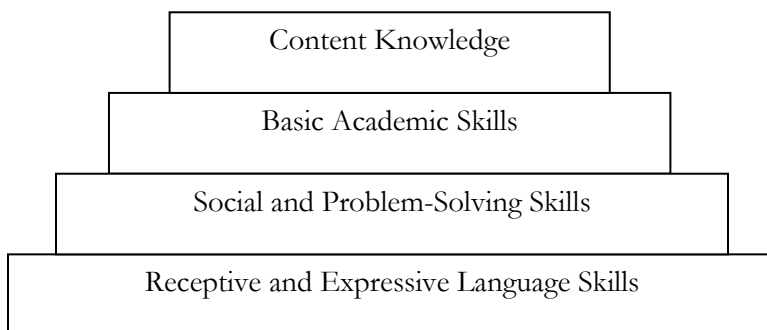 Content Knowledge
Basic Academic Skills
Social and Problem-Solving Skills
Receptive and Expressive Language Skills